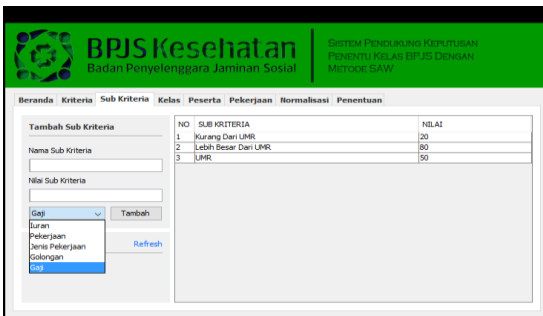 BPJS Kesehatan
Badan Penyelenggara Jaminan Sosial
SISTEM PENDUKUNG KEPUTUSAN
PENENTU KELAS BPJS DENGAN
METODE SAW
Beranda Kriteria Sub Kriteria Kelas Peserta Pekerjaan Normalisasi Penentuan
Tambah Sub Kriteria
Nama Sub Kriteria
Nilai Sub Kriteria
Gaji Tambah
Iuran
Pekerjaan
Jenis Pekerjaan
Golongan
Gaji
Refresh
NO SUB KRITERIA NILAI
1 Kurang Dari UMR 20
2 Lebih Besar Dari UMR 80
3 UMR 50